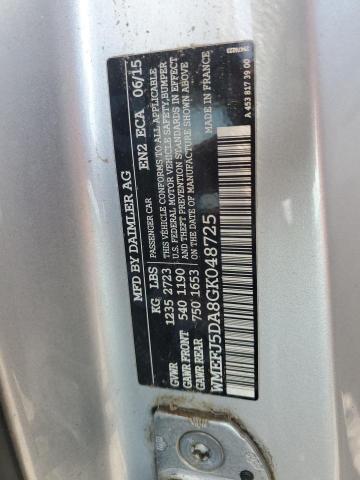 MFD BY DAIMLER AG EN2 ECA 06/15
KG LBS PASSENGER CAR
GVWR 1235 2723 THIS VEHICLE CONFORMS TO ALL APPLICABLE
GAWR FRONT 540 1190 U.S. FEDERAL MOTOR VEHICLE SAFETY,BUMPER
GAWR REAR 750 1653 + THEFT PREVENTION STANDARDS IN EFFECT
ON THE DATE OF MANUFACTURE SHOWN ABOVE
WMEFJ5DA8GK048725 MADE IN FRANCE
A 453 817 39 00